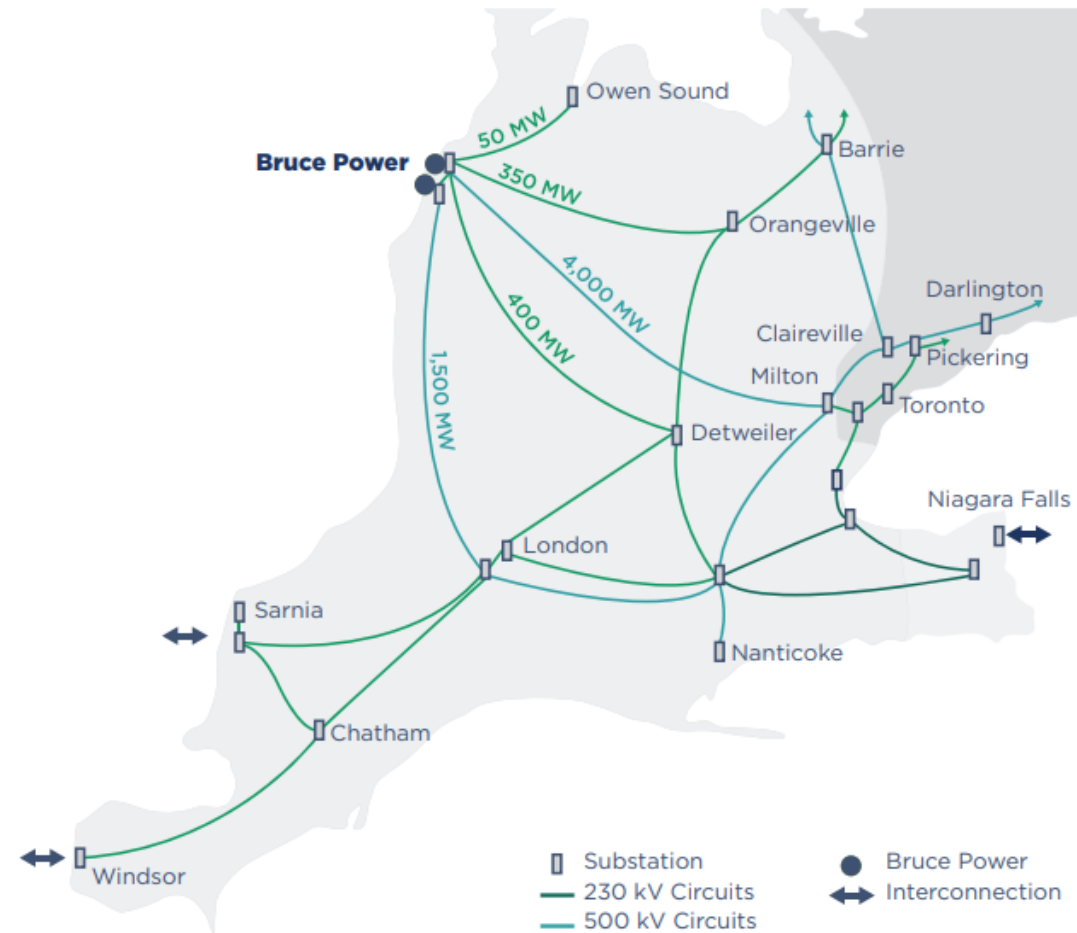 Owen Sound
50 MW
Bruce Power
Barrie
350 MW
Orangeville
4,000 MW
Darlington
400 MW
Claireville
1,500 MW
Pickering
Milton
Toronto
Detweiler
Niagara Falls
London
Sarnia
Nanticoke
Chatham
Windsor
Substation
230 kV Circuits
500 kV Circuits
Bruce Power
Interconnection